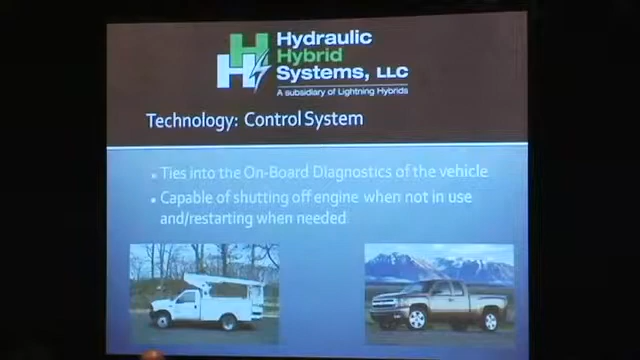 Hydraulic
Hybrid
Systems, LLC
A subsidiary of Lightning Hybrids
HH
Technology: Control System
Ties into the On-Board Diagnostics of the vehicle
Capable of shutting off engine when not in use
and/restarting when needed